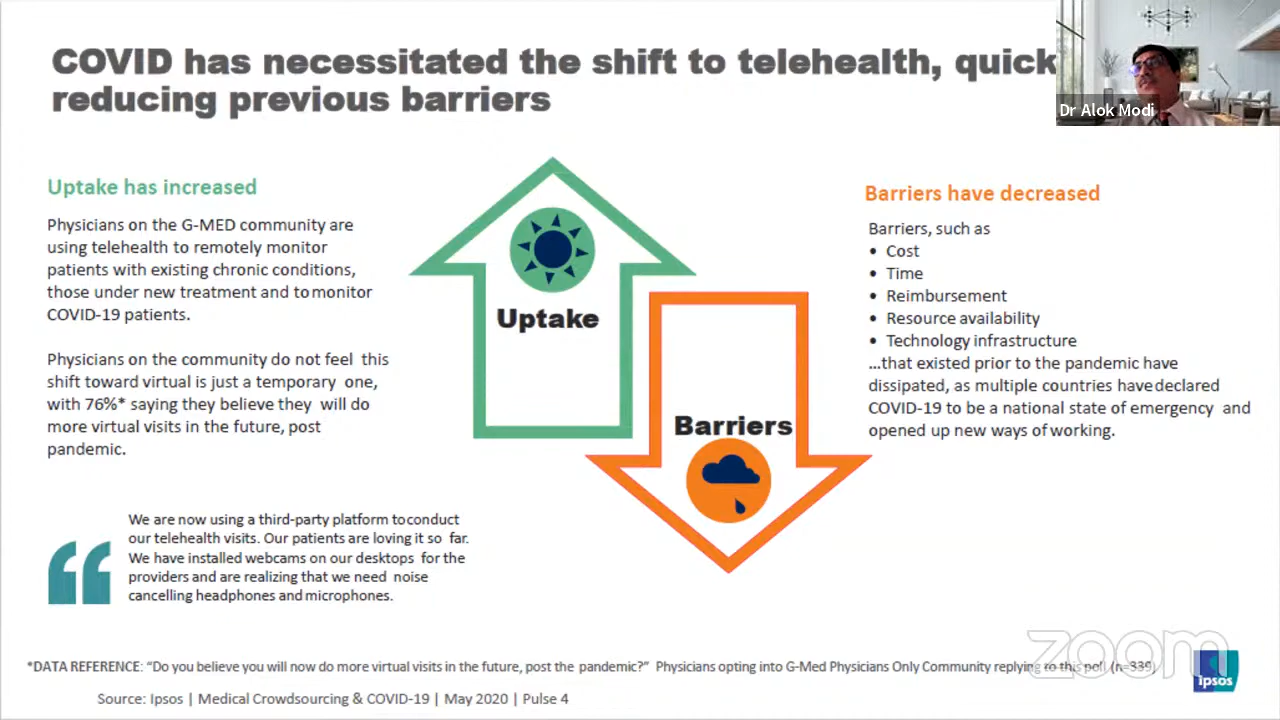 COVID has necessitated the shift to telehealth, quick
reducing previous barriers
Dr Alok Modi
Uptake has increased
Physicians on the G-MED community are
using telehealth to remotely monitor
patients with existing chronic conditions,
those under new treatment and to monitor
COVID-19 patients.
Physicians on the community do not feel this
shift toward virtual is just a temporary one,
with 76%* saying they believe they will do
more virtual visits in the future, post
pandemic.
Uptake
Barriers
Barriers have decreased
Barriers, such as
• Cost
• Time
• Reimbursement
• Resource availability
• Technology infrastructure
...that existed prior to the pandemic have
dissipated, as multiple countries have declared
COVID-19 to be a national state of emergency and
opened up new ways of working.
We are now using a third-party platform to conduct
our telehealth visits. Our patients are loving it so far.
We have installed webcams on our desktops for the
providers and are realizing that we need noise
cancelling headphones and microphones.
zoom
*DATA REFERENCE: “Do you believe you will now do more virtual visits in the future, post the pandemic?” Physicians opting into G-Med Physicians Only Community replying to this poll (n=339)
Ipsos
Source: Ipsos | Medical Crowdsourcing & COVID-19 | May 2020 | Pulse 4